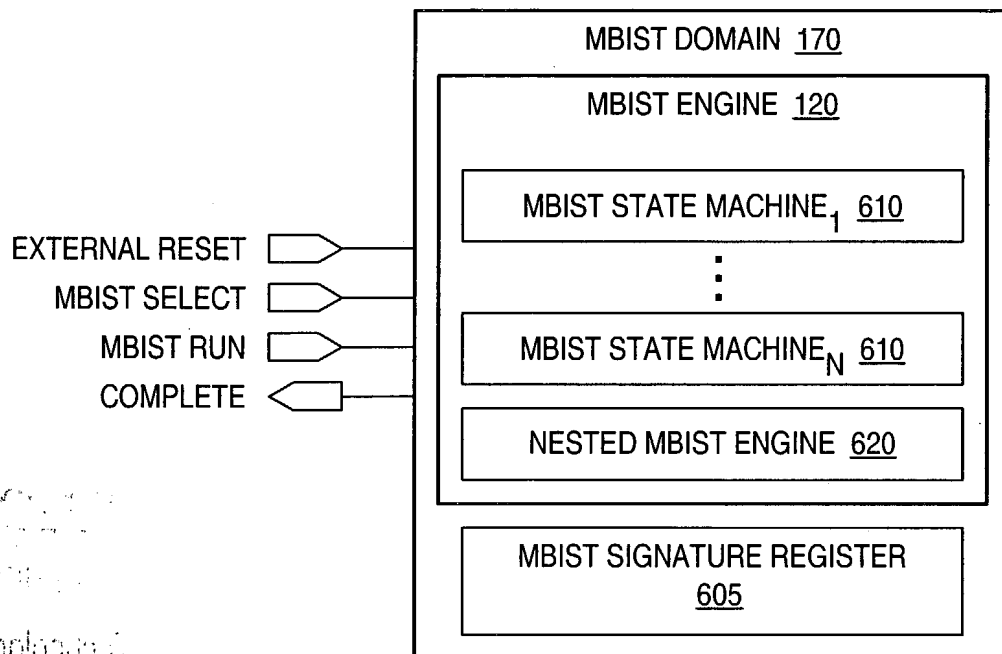 MBIST DOMAIN 170
MBIST ENGINE 120
MBIST STATE MACHINE1 610
EXTERNAL RESET
MBIST SELECT
MBIST RUN
COMPLETE
MBIST STATE MACHINEN 610
NESTED MBIST ENGINE 620
MBIST SIGNATURE REGISTER
605